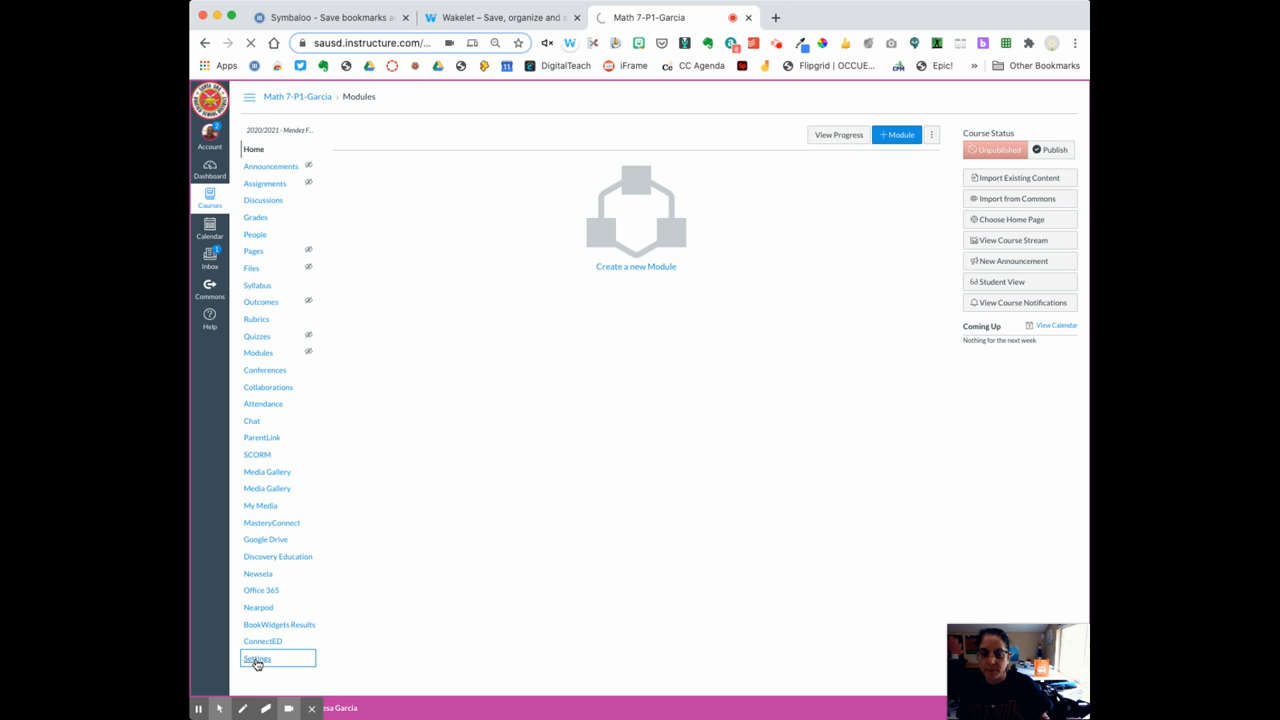 Symbaloo - Save bookmarks a
Wakelet – Save, organize and s
Math 7-P1-Garcia
sausd.instructure.com/...
Apps
DigitalTeach
iFrame
CC Agenda
Flipgrid | OCCUE...
Epic!
»
Other Bookmarks
Math 7-P1-Garcia > Modules
2020/2021 - Mendez F...
Account
Dashboard
Courses
Calendar
Inbox
Commons
Help
Home
Announcements
Assignments
Discussions
Grades
People
Pages
Files
Syllabus
Outcomes
Rubrics
Quizzes
Modules
Conferences
Collaborations
Attendance
Chat
ParentLink
SCORM
Media Gallery
Media Gallery
My Media
MasteryConnect
Google Drive
Discovery Education
Newsela
Office 365
Nearpod
BookWidgets Results
ConnectED
Settings
View Progress
+ Module
Create a new Module
Course Status
Unpublished
Publish
Import Existing Content
Import from Commons
Choose Home Page
View Course Stream
New Announcement
Student View
View Course Notifications
Coming Up
View Calendar
Nothing for the next week
esa Garcia